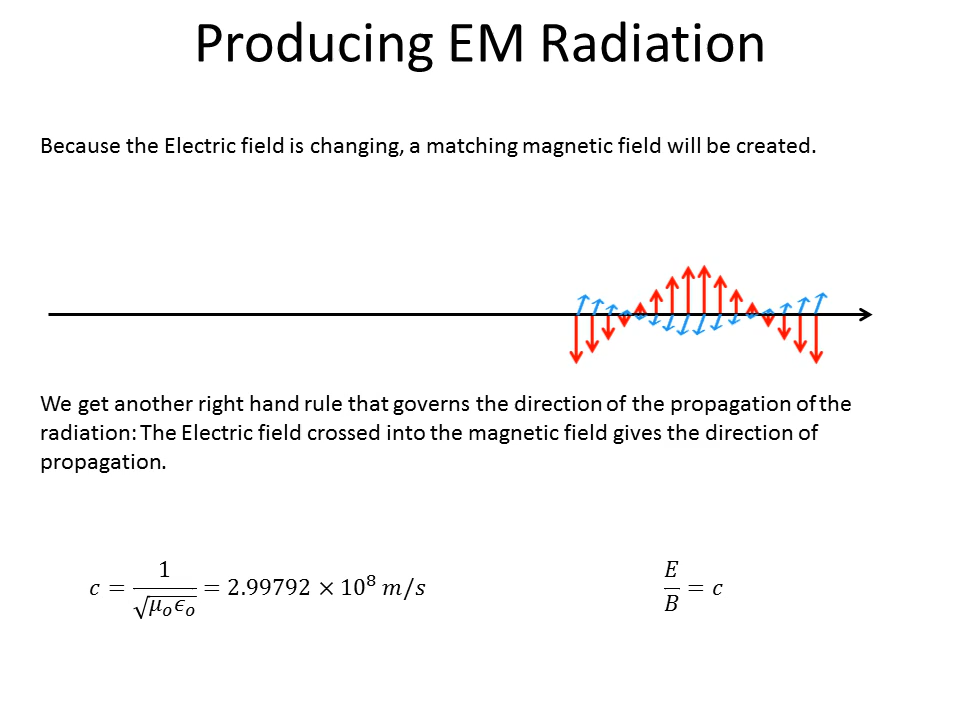 Producing EM Radiation
Because the Electric field is changing, a matching magnetic field will be created.
We get another right hand rule that governs the direction of the propagation of the
radiation: The Electric field crossed into the magnetic field gives the direction of
propagation.
c = 1/√(μₒϵₒ) = 2.99792 × 10⁸ m/s
E/B = c